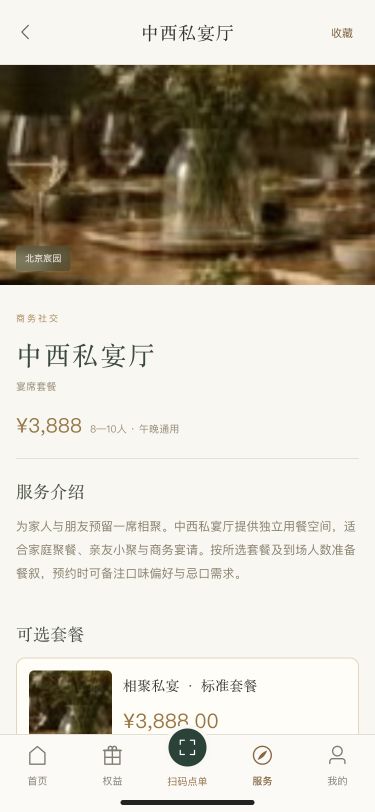 中西私宴厅
收藏
北京宸园
商务社交
中西私宴厅
宴席套餐
¥3,888 8—10人 · 午晚通用
服务介绍
为家人与朋友预留一席相聚。中西私宴厅提供独立用餐空间，适
合家庭聚餐、亲友小聚与商务宴请。按所选套餐及到场人数准备
餐叙，预约时可备注口味偏好与忌口需求。
可选套餐
相聚私宴 · 标准套餐
¥3,888.00
首页
权益
扫码点单
服务
我的